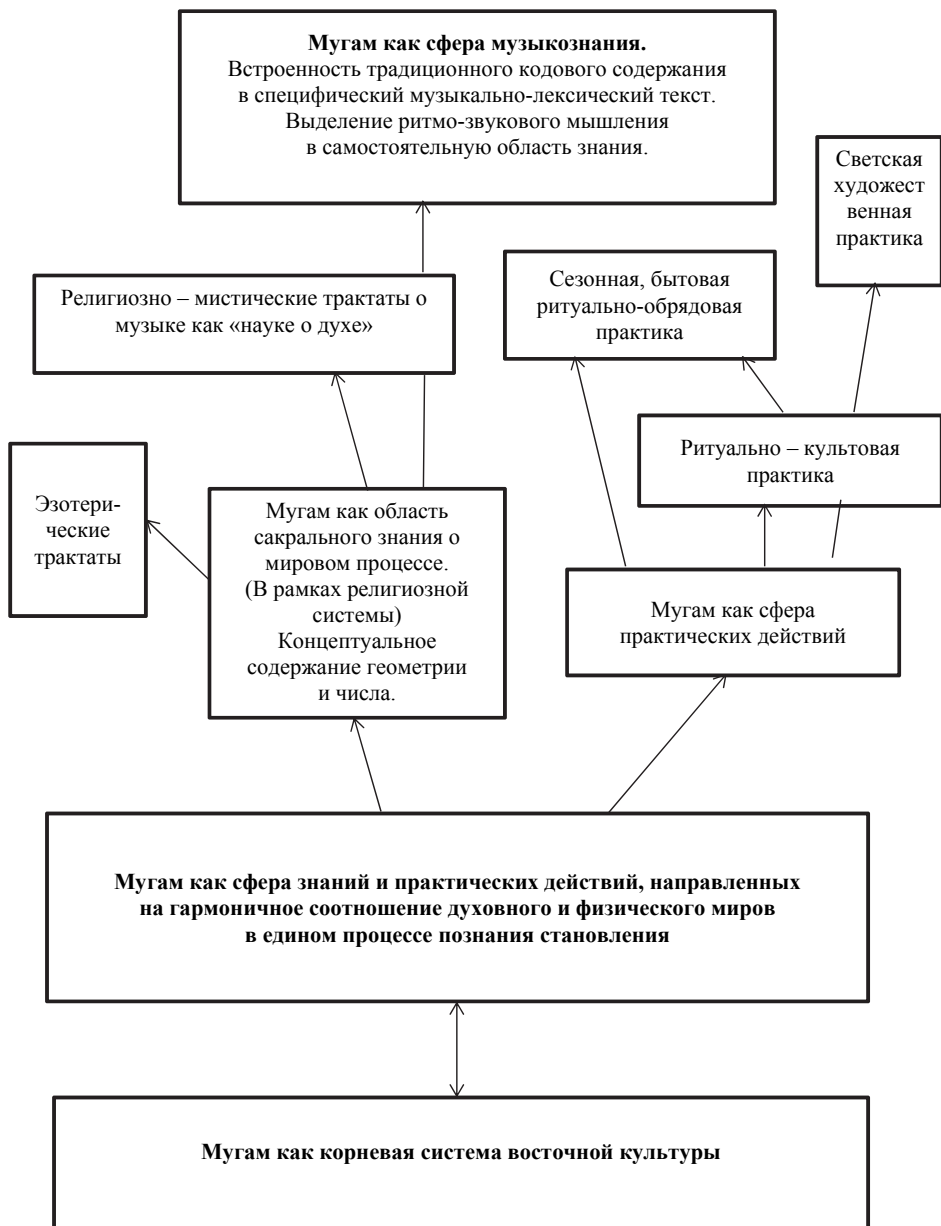 Мугам как сфера музыкознания.
Встроенность традиционного кодового содержания
в специфический музыкально-лексический текст.
Выделение ритмо-звукового мышления
в самостоятельную область знания.
Светская
художест
венная
практика
Сезонная, бытовая
ритуально-обрядовая
практика
Религиозно – мистические трактаты о
музыке как «науке о духе»
Ритуально – культовая
практика
Эзотери-
ческие
трактаты
Мугам как область
сакрального знания о
мировом процессе.
(В рамках религиозной
системы)
Концептуальное
содержание геометрии
и числа.
Мугам как сфера
практических действий
Мугам как сфера знаний и практических действий, направленных
на гармоничное соотношение духовного и физического миров
в едином процессе познания становления
Мугам как корневая система восточной культуры